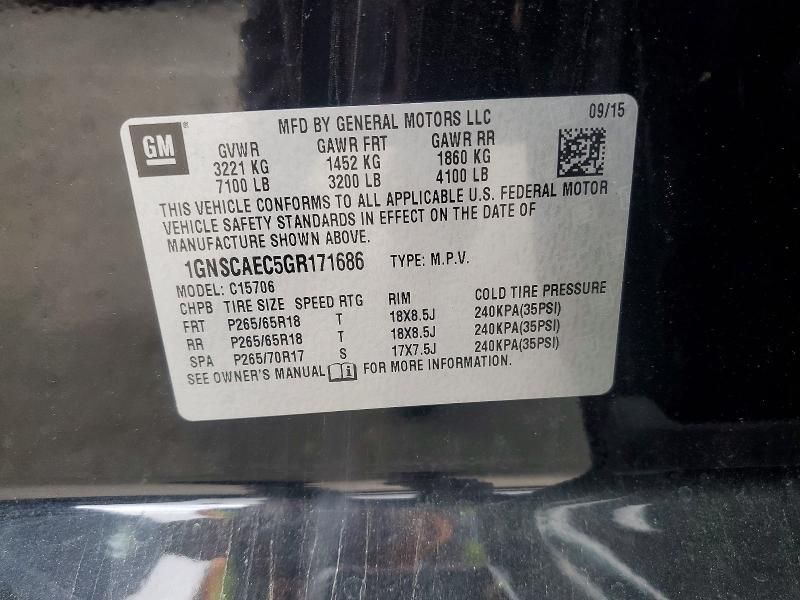 GM
MFD BY GENERAL MOTORS LLC 09/15
GVWR GAWR FRT GAWR RR
3221 KG 1452 KG 1860 KG
7100 LB 3200 LB 4100 LB
THIS VEHICLE CONFORMS TO ALL APPLICABLE U.S. FEDERAL MOTOR
VEHICLE SAFETY STANDARDS IN EFFECT ON THE DATE OF
MANUFACTURE SHOWN ABOVE.
1GNSCAEC5GR171686 TYPE: M.P.V.
MODEL: C15706
CHPB TIRE SIZE SPEED RTG RIM COLD TIRE PRESSURE
FRT P265/65R18 T 18X8.5J 240KPA(35PSI)
RR P265/65R18 T 18X8.5J 240KPA(35PSI)
SPA P265/70R17 S 17X7.5J 240KPA(35PSI)
SEE OWNER'S MANUAL FOR MORE INFORMATION.